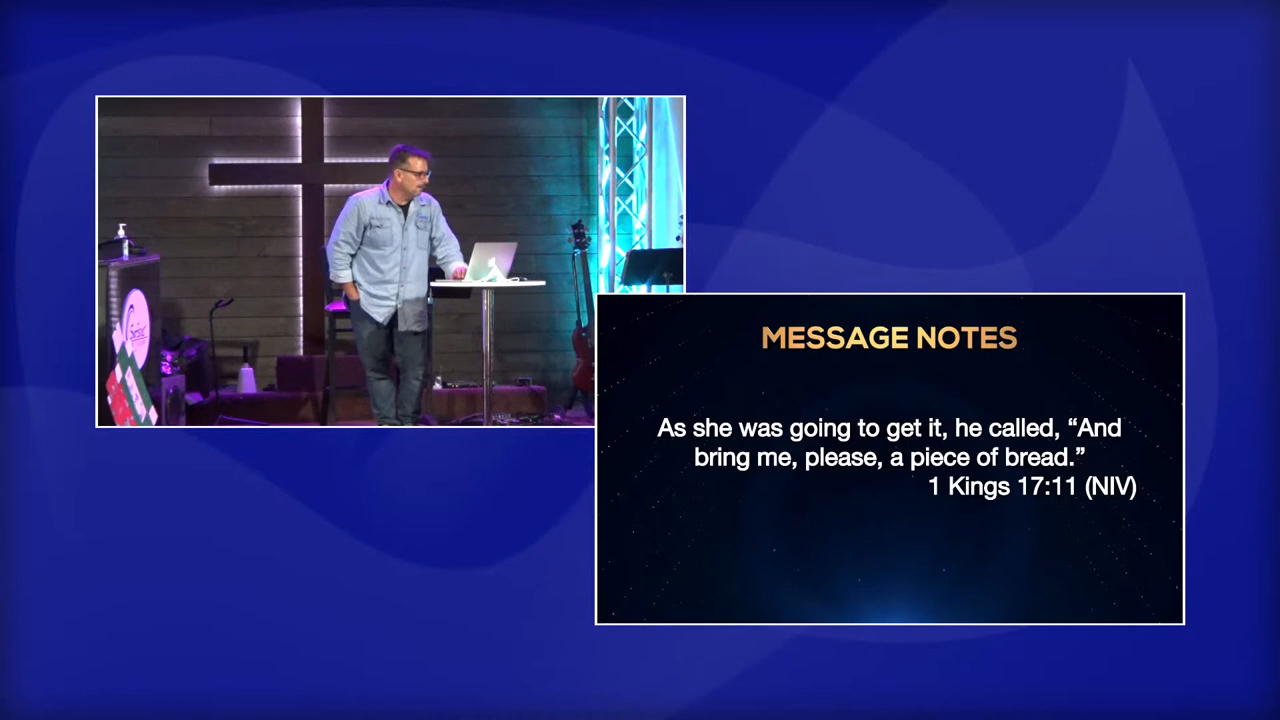 MESSAGE NOTES
As she was going to get it, he called, “And
bring me, please, a piece of bread.”
1 Kings 17:11 (NIV)